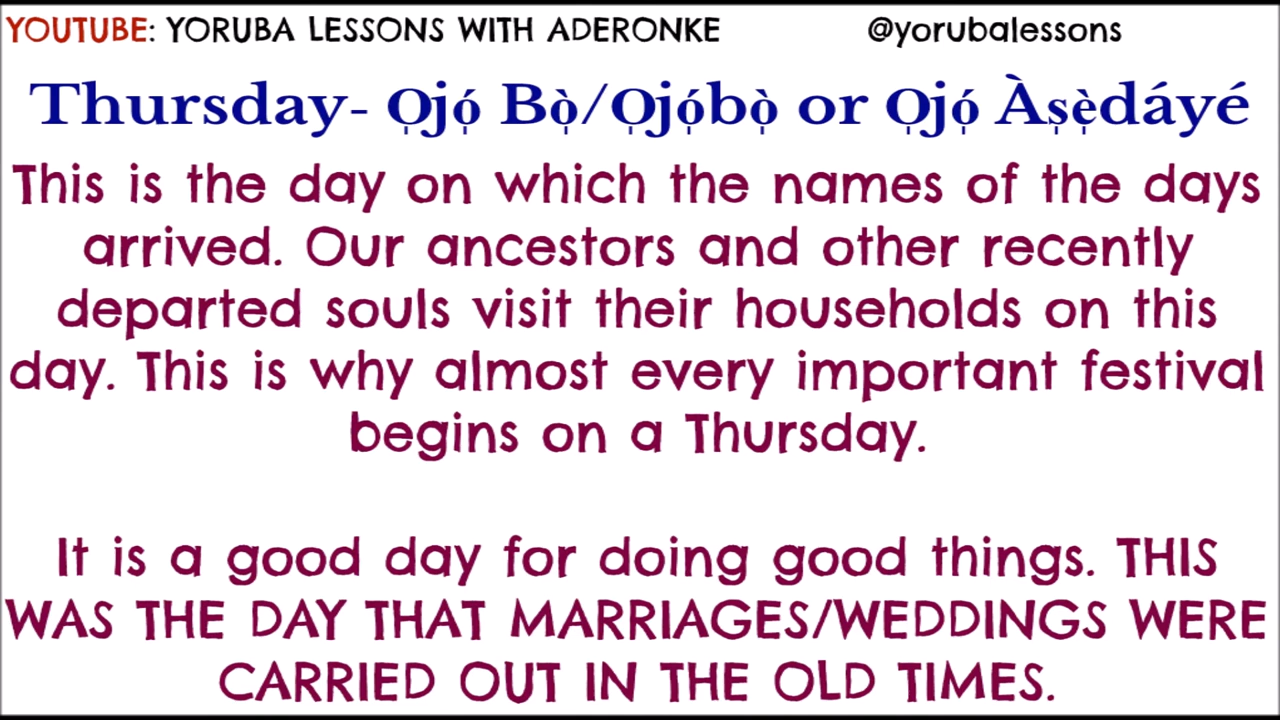 YOUTUBE: YORUBA LESSONS WITH ADERONKE @yorubalessons
Thursday- Ọjọ́ Bọ̀/Ọjọ́bọ̀ or Ọjọ́ Àṣẹ̀dáyé
This is the day on which the names of the days
arrived. Our ancestors and other recently
departed souls visit their households on this
day. This is why almost every important festival
begins on a Thursday.
It is a good day for doing good things. THIS
WAS THE DAY THAT MARRIAGES/WEDDINGS WERE
CARRIED OUT IN THE OLD TIMES.